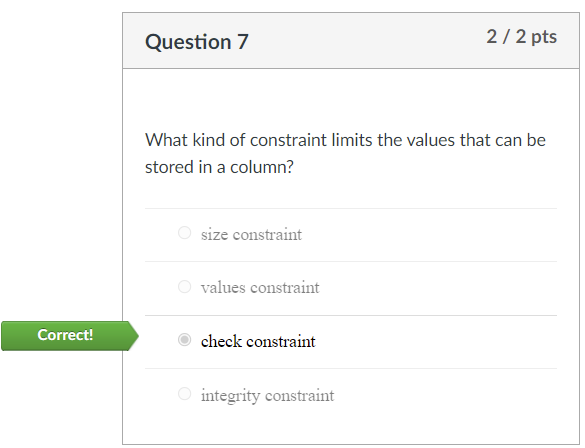 Question 7
2 / 2 pts
What kind of constraint limits the values that can be
stored in a column?
size constraint
values constraint
Correct!
check constraint
integrity constraint